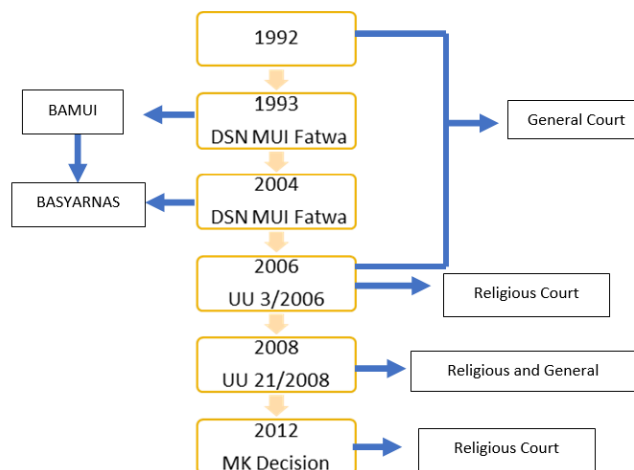 1992
1993
DSN MUI Fatwa
BAMUI
General Court
2004
DSN MUI Fatwa
BASYARNAS
2006
UU 3/2006
Religious Court
2008
UU 21/2008
Religious and General
2012
MK Decision
Religious Court